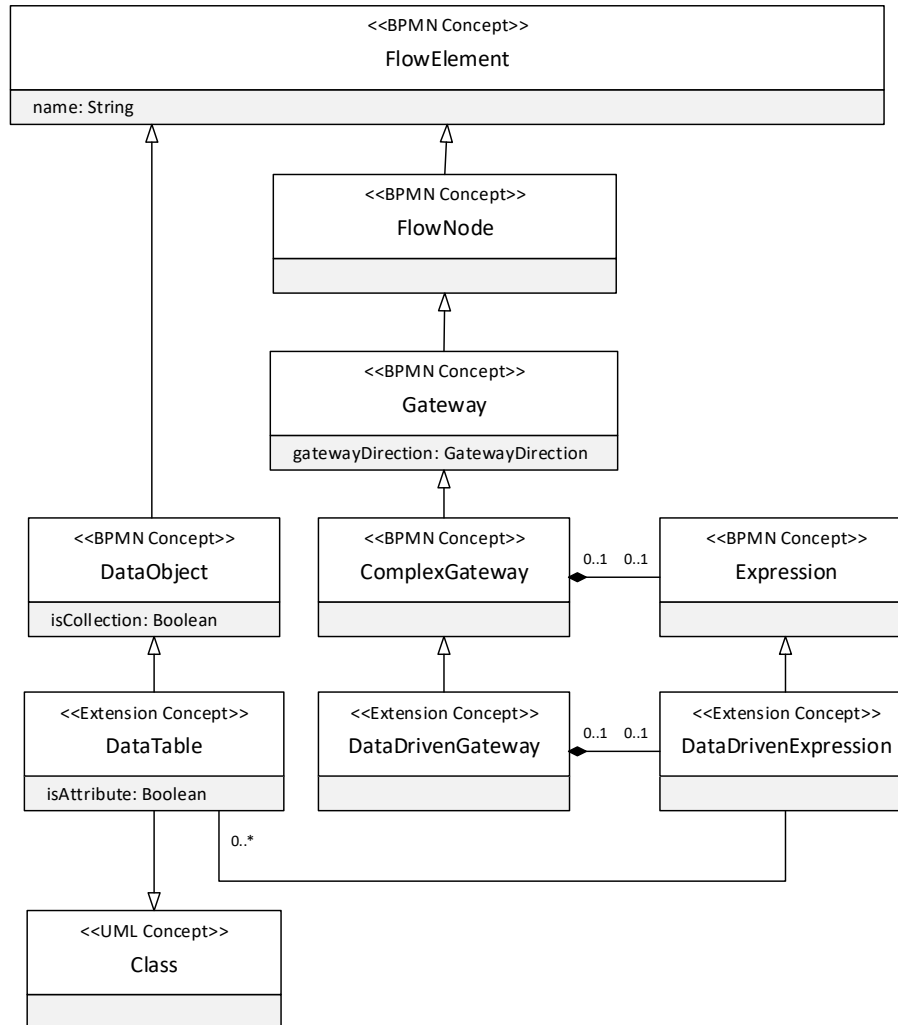 <<BPMN Concept>>
FlowElement
name: String
<<BPMN Concept>>
FlowNode
<<BPMN Concept>>
Gateway
gatewayDirection: GatewayDirection
<<BPMN Concept>>
DataObject
isCollection: Boolean
<<BPMN Concept>>
ComplexGateway
0..1 0..1
<<BPMN Concept>>
Expression
<<Extension Concept>>
DataTable
isAttribute: Boolean
<<Extension Concept>>
DataDrivenGateway
0..1 0..1
<<Extension Concept>>
DataDrivenExpression
0..*
<<UML Concept>>
Class